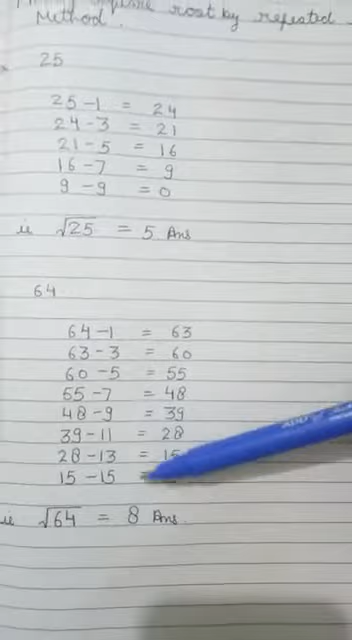 square root by repeated
Method.
25
25-1 = 24
24-3 = 21
21-5 = 16
16-7 = 9
9-9 = 0
√25 = 5 Ans
64
64-1 = 63
63-3 = 60
60-5 = 55
55-7 = 48
48-9 = 39
39-11 = 28
28-13 = 15
15-15 =
√64 = 8 Ans